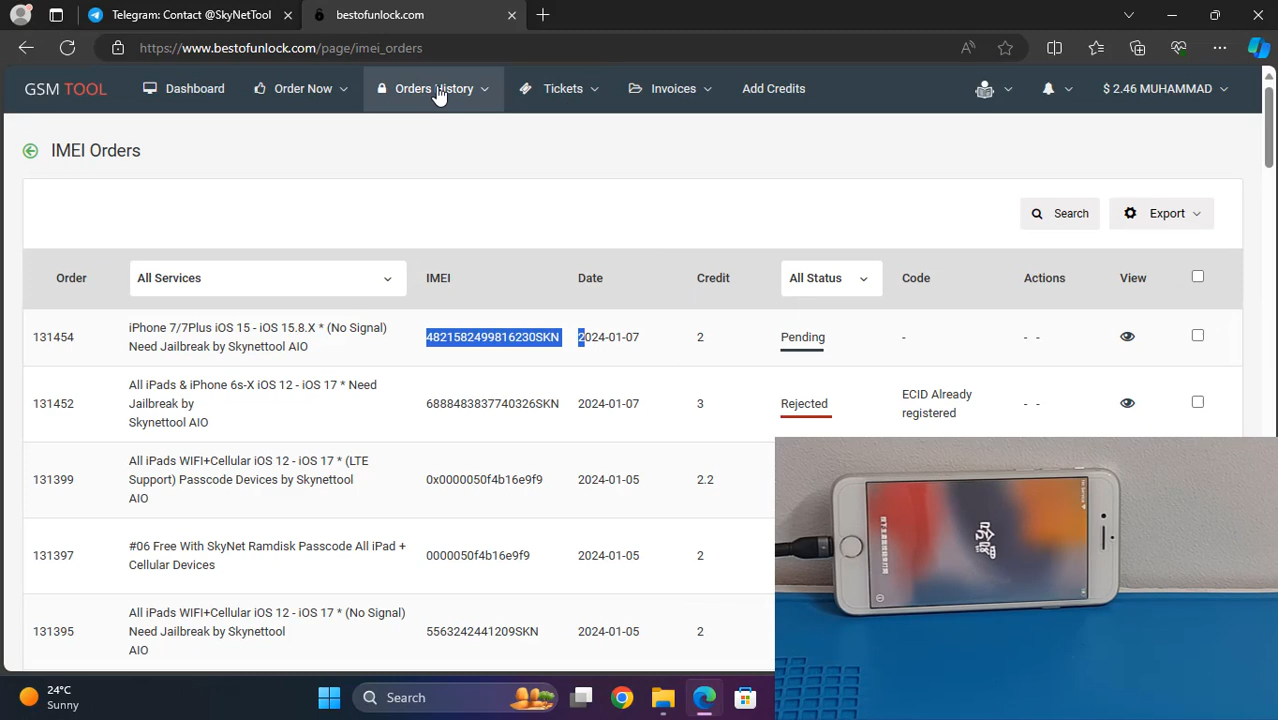 Telegram: Contact @SkyNetTool
bestofunlock.com
https://www.bestofunlock.com/page/imei_orders
GSM TOOL
Dashboard
Order Now
Orders History
Tickets
Invoices
Add Credits
$ 2.46 MUHAMMAD
IMEI Orders
Search
Export
Order
All Services
IMEI
Date
Credit
All Status
Code
Actions
View
131454
iPhone 7/7Plus iOS 15 - iOS 15.8.X * (No Signal)
Need Jailbreak by Skynettool AIO
4821582499816230SKN
2024-01-07
2
Pending
-
- -
131452
All iPads & iPhone 6s-X iOS 12 - iOS 17 * Need
Jailbreak by
Skynettool AIO
6888483837740326SKN
2024-01-07
3
Rejected
ECID Already
registered
- -
131399
All iPads WIFI+Cellular iOS 12 - iOS 17 * (LTE
Support) Passcode Devices by Skynettool
AIO
0x0000050f4b16e9f9
2024-01-05
2.2
131397
#06 Free With SkyNet Ramdisk Passcode All iPad +
Cellular Devices
0000050f4b16e9f9
2024-01-05
2
131395
All iPads WIFI+Cellular iOS 12 - iOS 17 * (No Signal)
Need Jailbreak by Skynettool
AIO
5563242441209SKN
2024-01-05
2
24°C
Sunny
Search